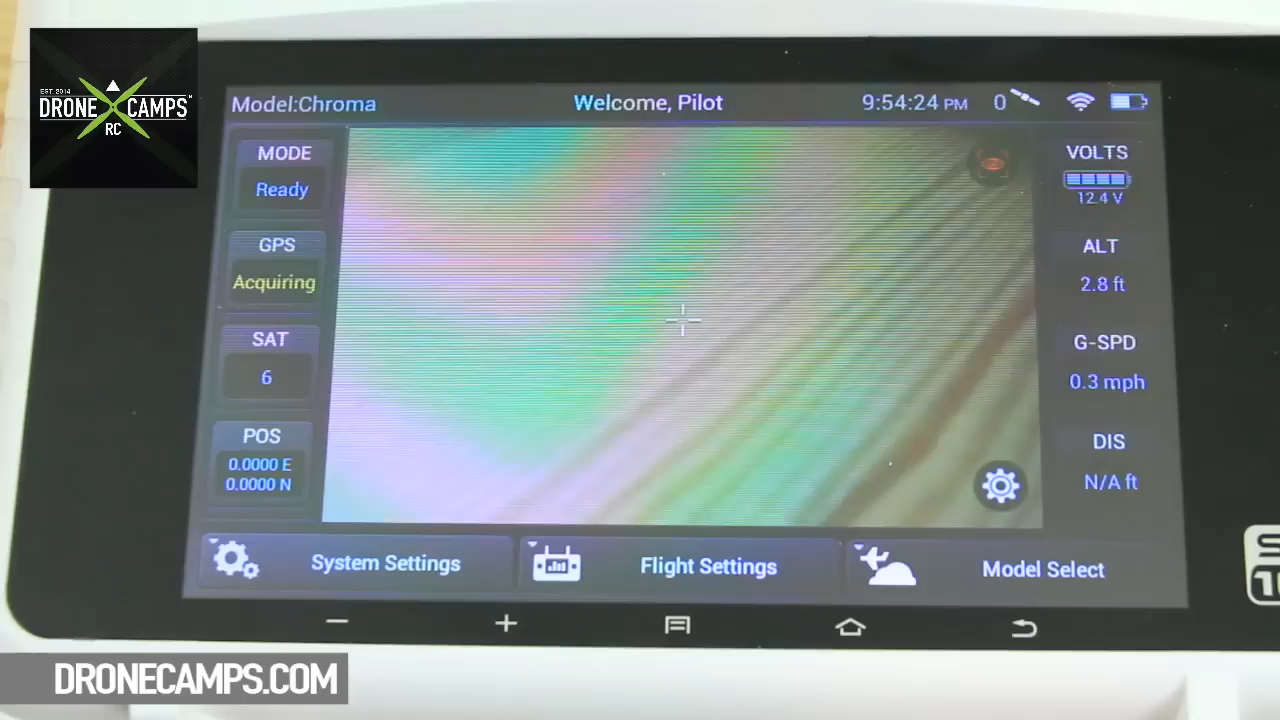 EST. 2014
DRONE CAMPS
RC
Model:Chroma
Welcome, Pilot
9:54:24 PM
0
MODE
Ready
GPS
Acquiring
SAT
6
POS
0.0000 E
0.0000 N
VOLTS
12.4 V
ALT
2.8 ft
G-SPD
0.3 mph
DIS
N/A ft
System Settings
Flight Settings
Model Select
DRONECAMPS.COM